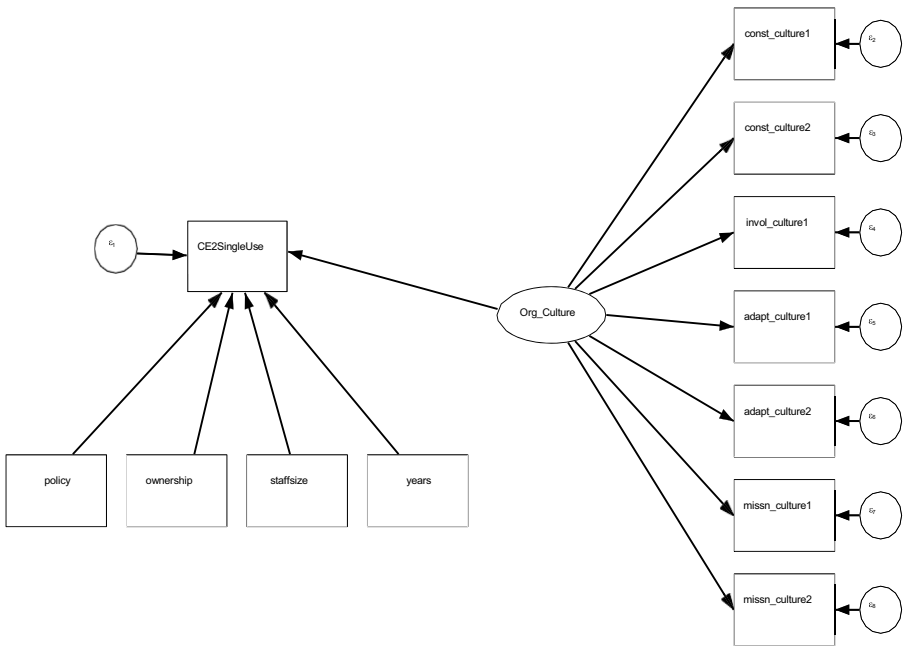 const_culture1
ε2
const_culture2
ε3
invol_culture1
ε4
ε1
CE2SingleUse
Org_Culture
adapt_culture1
ε5
adapt_culture2
ε6
policy
ownership
staffsize
years
missn_culture1
ε7
missn_culture2
ε8